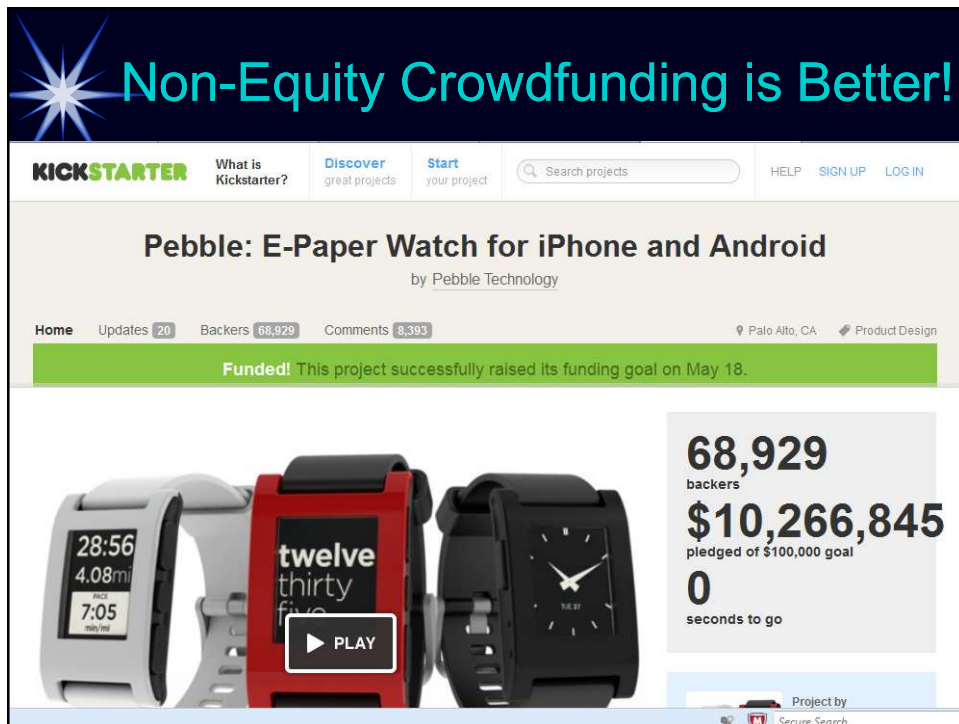 Non-Equity Crowdfunding is Better!
KICKSTARTER
What is
Kickstarter?
Discover
great projects
Start
your project
Search projects
HELP SIGN UP LOG IN
Pebble: E-Paper Watch for iPhone and Android
by Pebble Technology
Home Updates 20 Backers 68,929 Comments 8,393 Palo Alto, CA Product Design
Funded! This project successfully raised its funding goal on May 18.
68,929
backers
$10,266,845
pledged of $100,000 goal
0
seconds to go
28:56
4.08mi
PACE
7:05
min/mi
twelve
thirty
five
PLAY
TUE 31
Project by
Secure Search